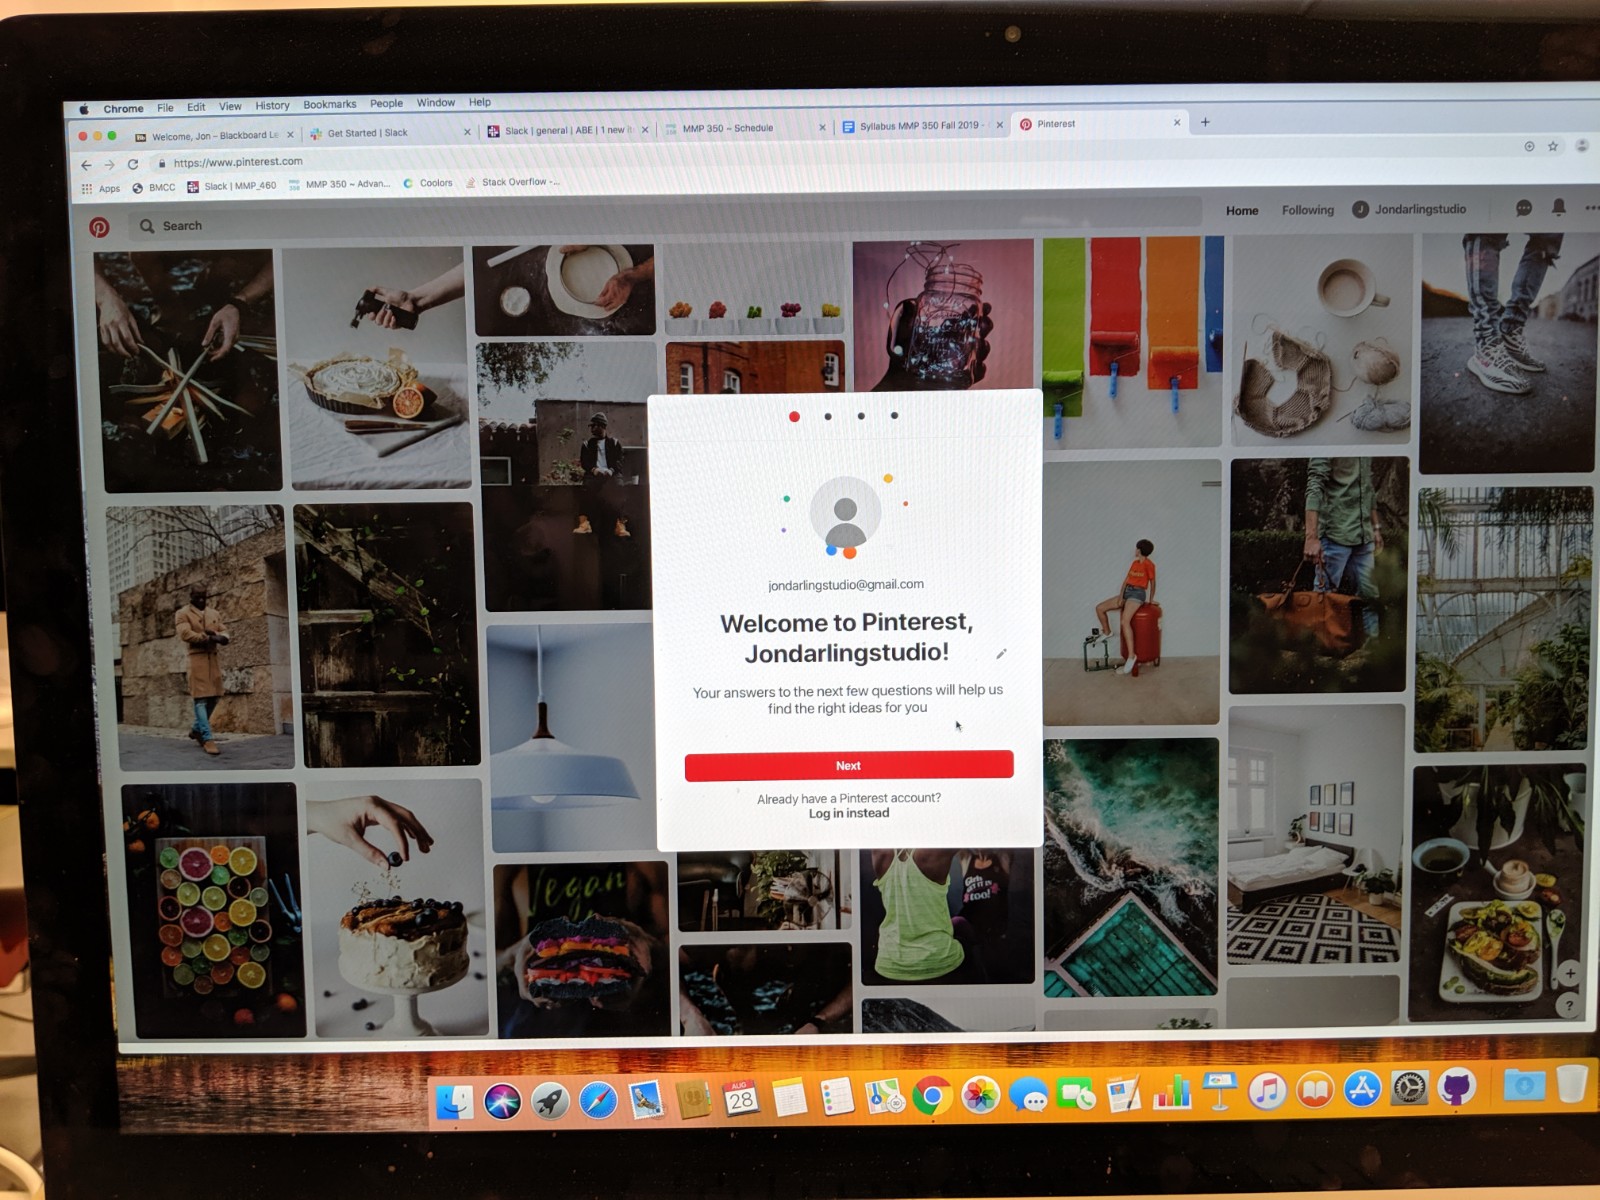 Chrome File Edit View History Bookmarks People Window Help
Welcome, Jon – Blackboard Le
Get Started | Slack
Slack | general | ABE | 1 new
MMP 350 ~ Schedule
Syllabus MMP 350 Fall 2019 -
Pinterest
https://www.pinterest.com
Apps BMCC Slack | MMP_460 MMP 350 ~ Advan... Coolors Stack Overflow -...
Search
Home Following J Jondarlingstudio
jondarlingstudio@gmail.com
Welcome to Pinterest,
Jondarlingstudio!
Your answers to the next few questions will help us
find the right ideas for you
Next
Already have a Pinterest account?
Log in instead
Vegan
too!
+
?
AUG
28